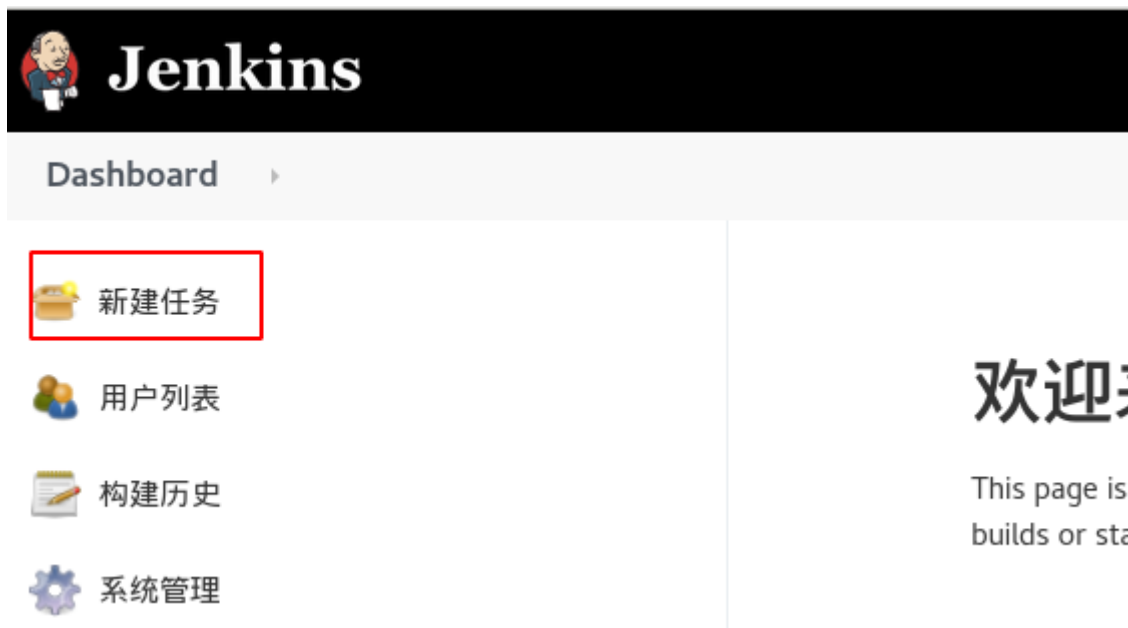 Jenkins
Dashboard
新建任务
用户列表
构建历史
系统管理
欢迎
This page is
builds or sta